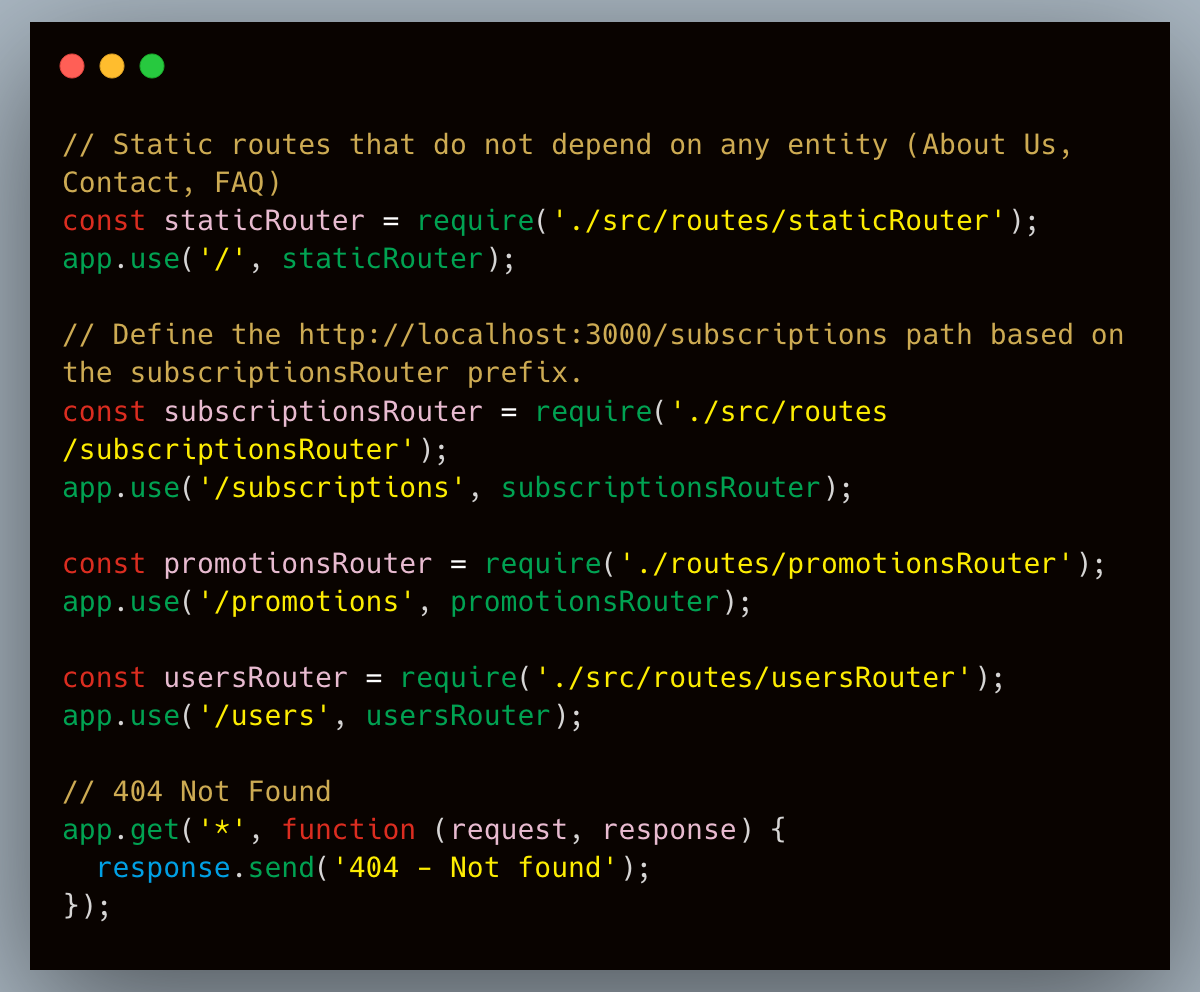 // Static routes that do not depend on any entity (About Us,
Contact, FAQ)
const staticRouter = require('./src/routes/staticRouter');
app.use('/', staticRouter);

// Define the http://localhost:3000/subscriptions path based on
the subscriptionsRouter prefix.
const subscriptionsRouter = require('./src/routes
/subscriptionsRouter');
app.use('/subscriptions', subscriptionsRouter);

const promotionsRouter = require('./routes/promotionsRouter');
app.use('/promotions', promotionsRouter);

const usersRouter = require('./src/routes/usersRouter');
app.use('/users', usersRouter);

// 404 Not Found
app.get('*', function (request, response) {
  response.send('404 - Not found');
});